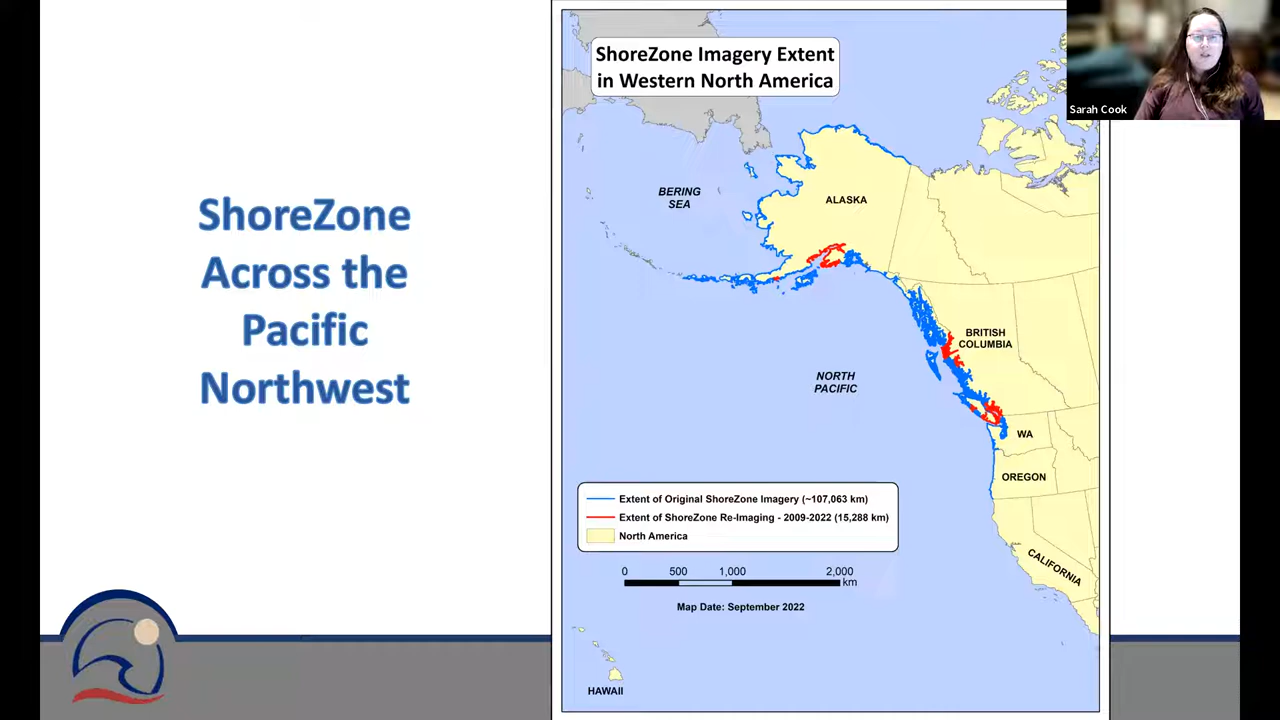 ShoreZone
Across the
Pacific
Northwest
ShoreZone Imagery Extent
in Western North America
Sarah Cook
BERING
SEA
ALASKA
BRITISH
COLUMBIA
NORTH
PACIFIC
WA
OREGON
CALIFORNIA
Extent of Original ShoreZone Imagery (~107,063 km)
Extent of ShoreZone Re-Imaging - 2009-2022 (15,288 km)
North America
0 500 1,000 2,000
km
Map Date: September 2022
HAWAII